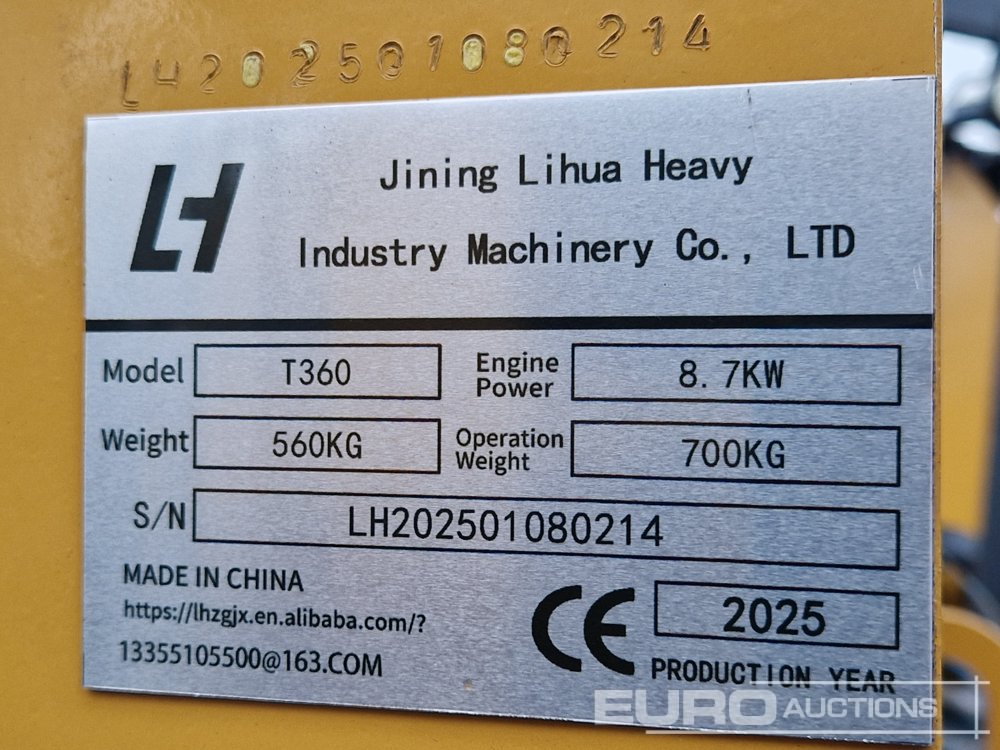 LH202501080214
LH
Jining Lihua Heavy
Industry Machinery Co., LTD
Model T360
Engine Power 8.7KW
Weight 560KG
Operation Weight 700KG
S/N LH202501080214
MADE IN CHINA
https://lhzgjx.en.alibaba.com/?
13355105500@163.COM
CE
2025
PRODUCTION YEAR
EURO AUCTIONS